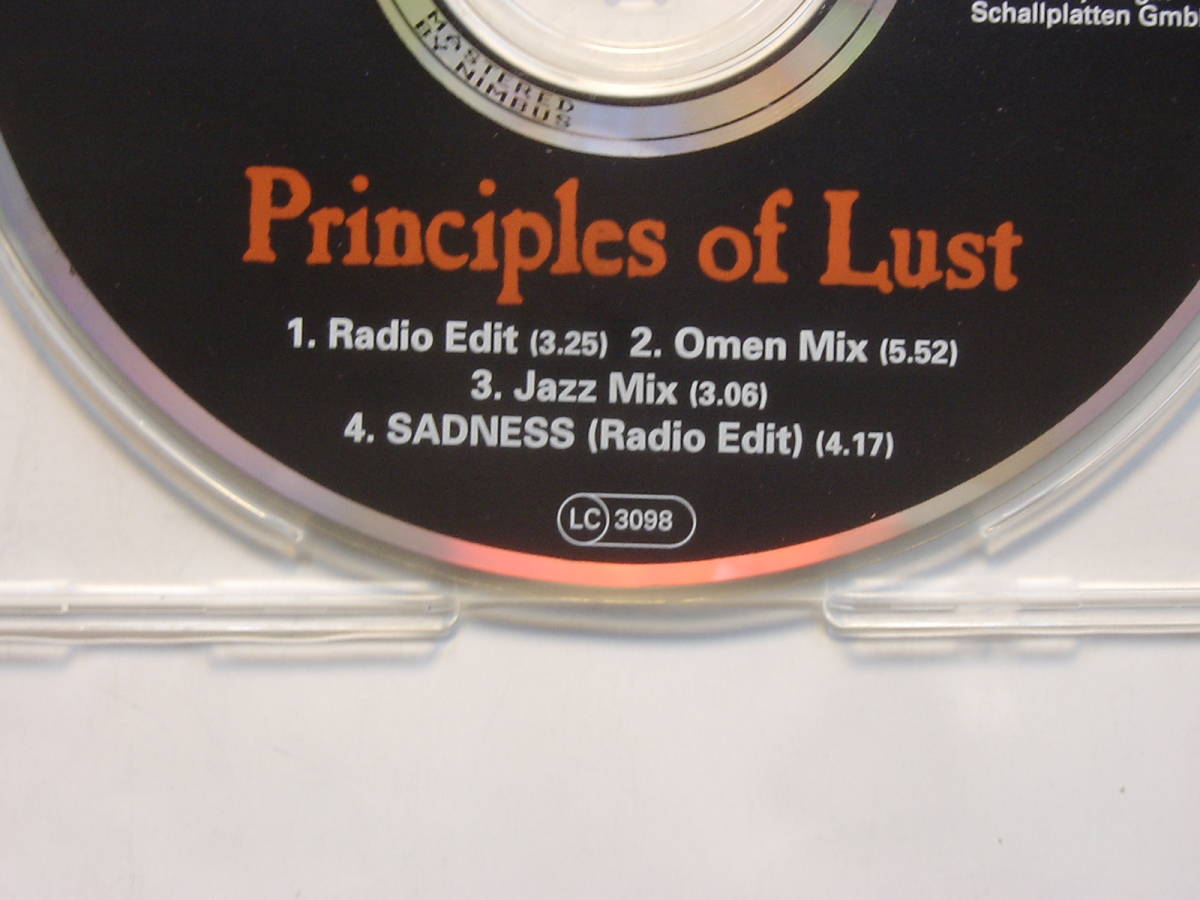 Schallplatten Gmb
MASTERED
BY NIMBUS
Principles of Lust
1. Radio Edit (3.25) 2. Omen Mix (5.52)
3. Jazz Mix (3.06)
4. SADNESS (Radio Edit) (4.17)
LC 3098